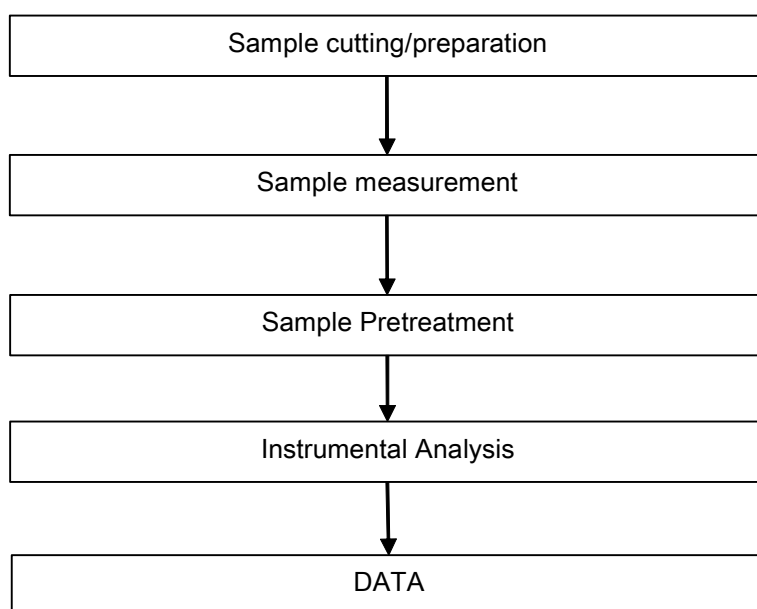 Sample cutting/preparation
Sample measurement
Sample Pretreatment
Instrumental Analysis
DATA